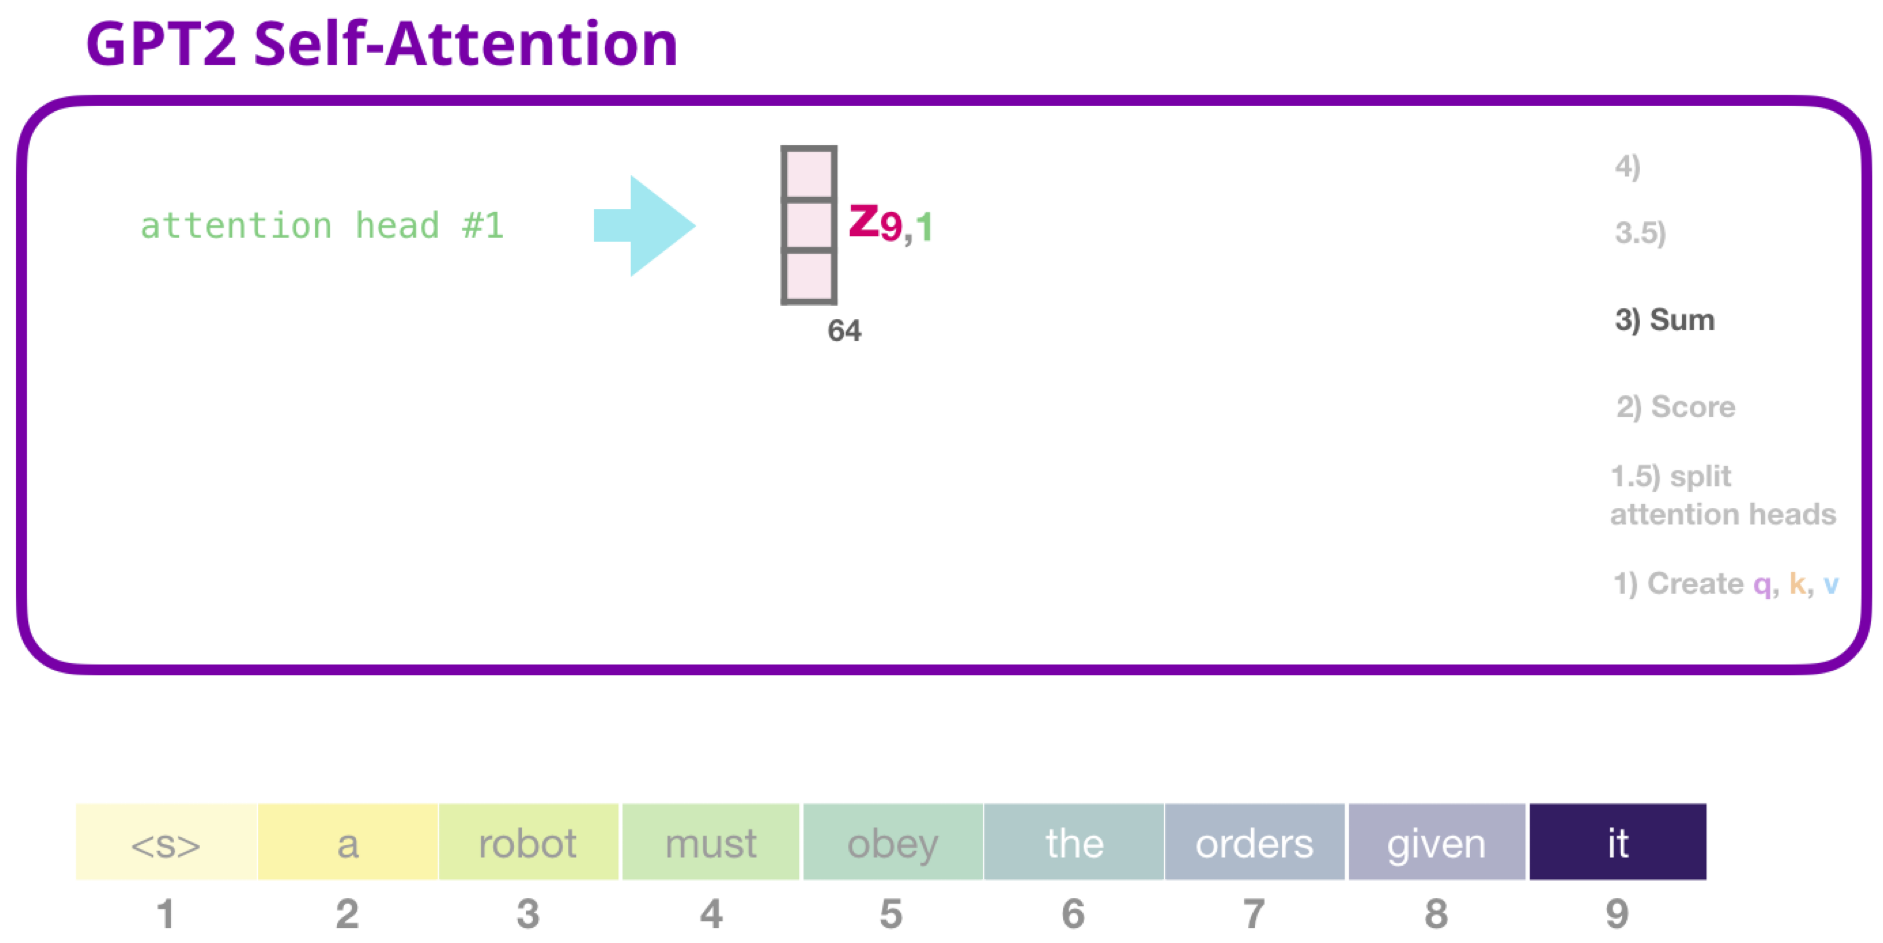 GPT2 Self-Attention
4)
attention head #1
z9,1
3.5)
3) Sum
64
2) Score
1.5) split
attention heads
1) Create q, k, v
<s> a robot must obey the orders given it
1 2 3 4 5 6 7 8 9